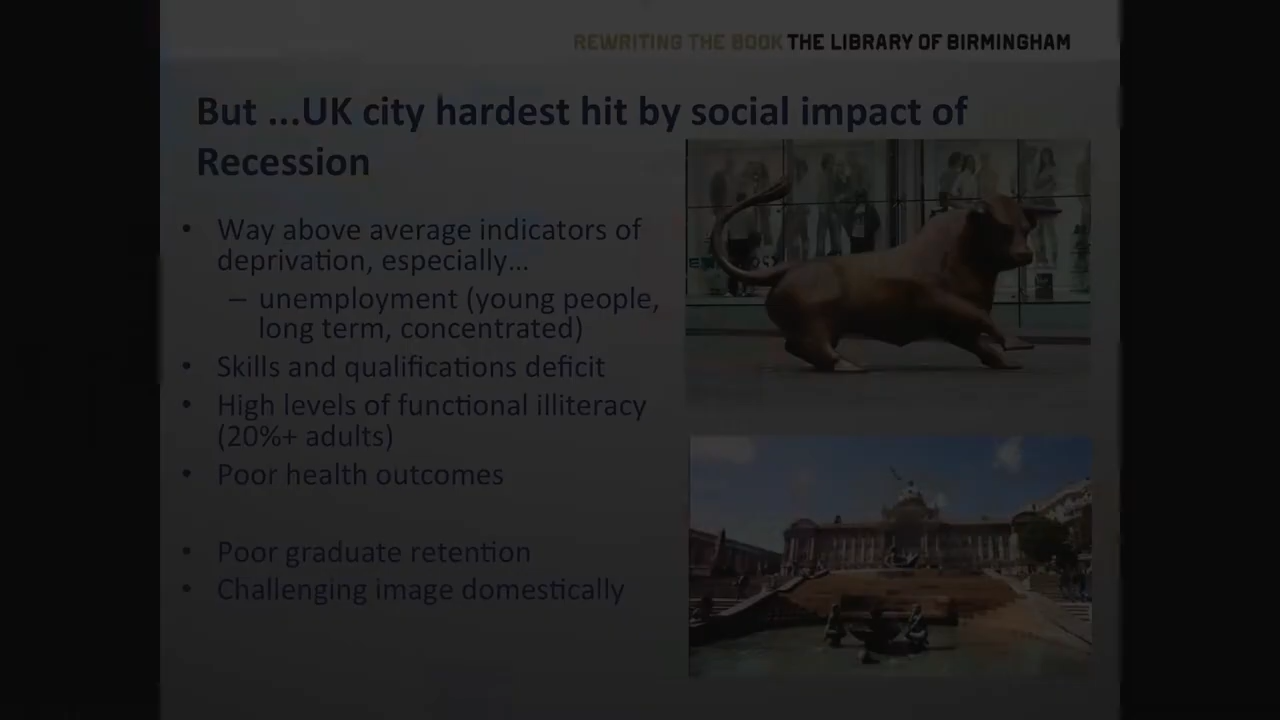 REWRITING THE BOOK THE LIBRARY OF BIRMINGHAM
But ...UK city hardest hit by social impact of
Recession
• Way above average indicators of
deprivation, especially...
– unemployment (young people,
long term, concentrated)
• Skills and qualifications deficit
• High levels of functional illiteracy
(20%+ adults)
• Poor health outcomes
• Poor graduate retention
• Challenging image domestically